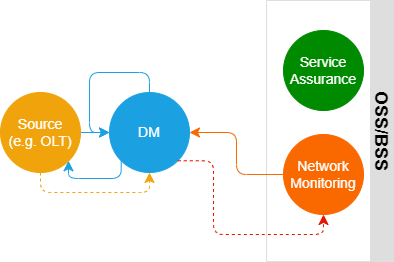 Service
Assurance
Source
(e.g. OLT)
DM
Network
Monitoring
OSS/BSS